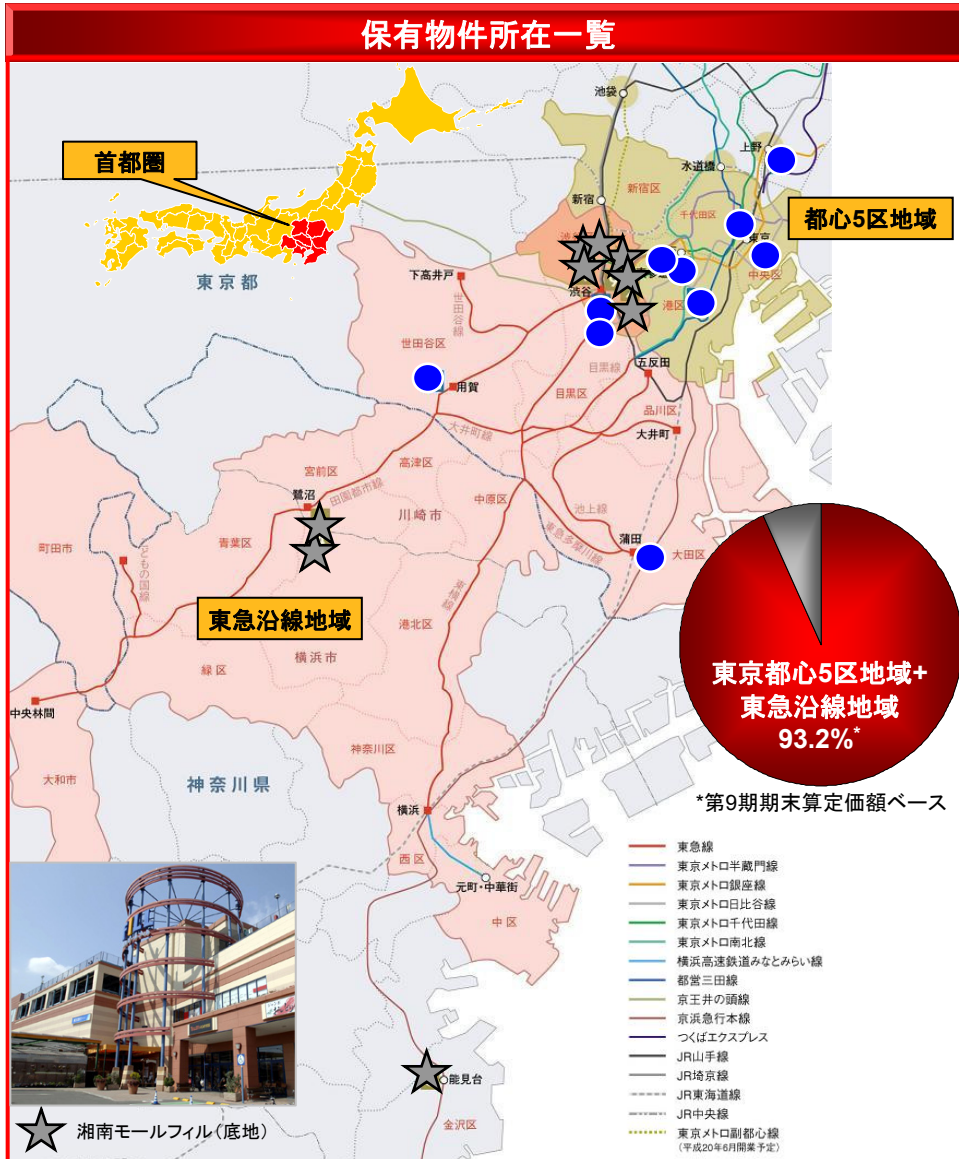 保有物件所在一覧
首都圏
都心5区地域
池袋
上野
水道橋
新宿区
新宿
千代田区
東京
中央区
東京都
下高井戸
渋谷
港区
世田谷線
世田谷区
目黒線
五反田
用賀
目黒区
品川区
大井町線
大井町
宮前区
高津区
鷺沼
田園都市線
中原区
川崎市
池上線
町田市
青葉区
東急多摩川線
蒲田
大田区
こどもの国線
東横線
東急沿線地域
港北区
横浜市
緑区
中央林間
東京都心5区地域+
東急沿線地域
93.2%*
*第9期期末算定価額ベース
神奈川区
大和市
神奈川県
横浜
西区
元町・中華街
中区
東急線
東京メトロ半蔵門線
東京メトロ銀座線
東京メトロ日比谷線
東京メトロ千代田線
東京メトロ南北線
横浜高速鉄道みなとみらい線
都営三田線
京王井の頭線
京浜急行本線
つくばエクスプレス
JR山手線
JR埼京線
JR東海道線
JR中央線
東京メトロ副都心線
(平成20年6月開業予定)
能見台
金沢区
湘南モールフィル(底地)